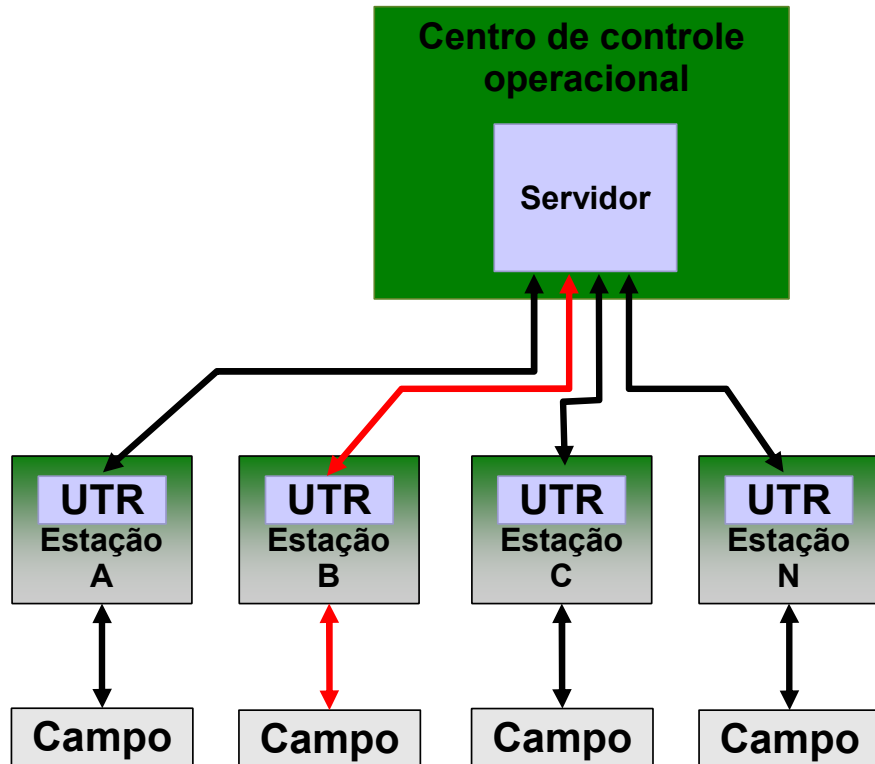 Centro de controle
operacional
Servidor
UTR
Estação
A
UTR
Estação
B
UTR
Estação
C
UTR
Estação
N
Campo
Campo
Campo
Campo